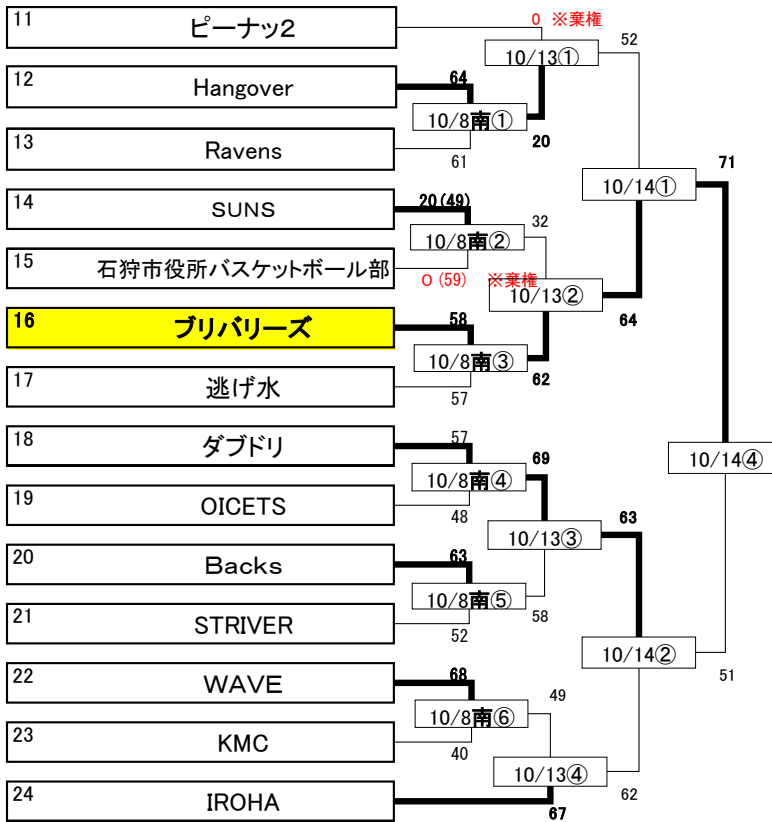 11 ピーナッツ2
0 ※棄権
10/13①
52
12 Hangover
64
10/8南①
20
13 Ravens
61
71
10/14①
14 SUNS
20(49)
32
10/8南②
15 石狩市役所バスケットボール部
0(59) ※棄権
10/13②
64
16 ブリバリーズ
58
10/8南③
62
17 逃げ水
57
18 ダブドリ
57
69
10/14④
10/8南④
19 OICETS
48
63
10/13③
20 Backs
63
10/8南⑤
58
21 STRIVER
52
10/14②
51
22 WAVE
68
49
10/8南⑥
23 KMC
40
10/13④
62
24 IROHA
67